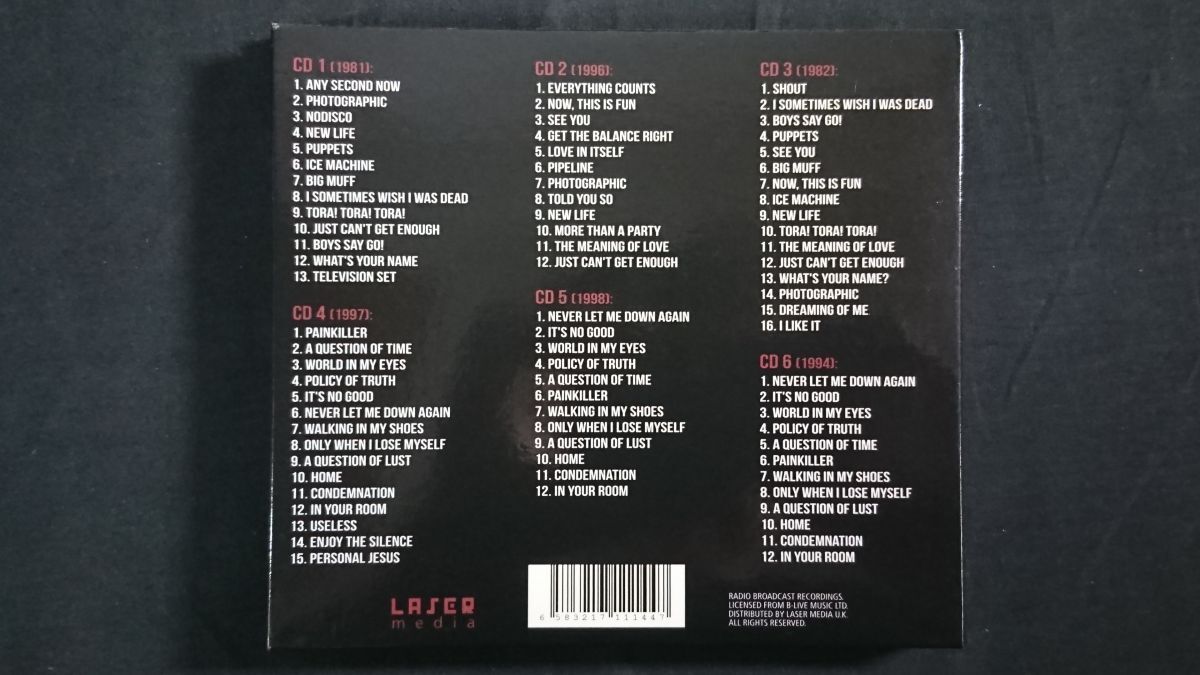 CD 1 (1981):
1. ANY SECOND NOW
2. PHOTOGRAPHIC
3. NODISCO
4. NEW LIFE
5. PUPPETS
6. ICE MACHINE
7. BIG MUFF
8. I SOMETIMES WISH I WAS DEAD
9. TORA! TORA! TORA!
10. JUST CAN'T GET ENOUGH
11. BOYS SAY GO!
12. WHAT'S YOUR NAME
13. TELEVISION SET
CD 2 (1996):
1. EVERYTHING COUNTS
2. NOW, THIS IS FUN
3. SEE YOU
4. GET THE BALANCE RIGHT
5. LOVE IN ITSELF
6. PIPELINE
7. PHOTOGRAPHIC
8. TOLD YOU SO
9. NEW LIFE
10. MORE THAN A PARTY
11. THE MEANING OF LOVE
12. JUST CAN'T GET ENOUGH
CD 3 (1982):
1. SHOUT
2. I SOMETIMES WISH I WAS DEAD
3. BOYS SAY GO!
4. PUPPETS
5. SEE YOU
6. BIG MUFF
7. NOW, THIS IS FUN
8. ICE MACHINE
9. NEW LIFE
10. TORA! TORA! TORA!
11. THE MEANING OF LOVE
12. JUST CAN'T GET ENOUGH
13. WHAT'S YOUR NAME?
14. PHOTOGRAPHIC
15. DREAMING OF ME
16. I LIKE IT
CD 4 (1997):
1. PAINKILLER
2. A QUESTION OF TIME
3. WORLD IN MY EYES
4. POLICY OF TRUTH
5. IT'S NO GOOD
6. NEVER LET ME DOWN AGAIN
7. WALKING IN MY SHOES
8. ONLY WHEN I LOSE MYSELF
9. A QUESTION OF LUST
10. HOME
11. CONDEMNATION
12. IN YOUR ROOM
13. USELESS
14. ENJOY THE SILENCE
15. PERSONAL JESUS
CD 5 (1998):
1. NEVER LET ME DOWN AGAIN
2. IT'S NO GOOD
3. WORLD IN MY EYES
4. POLICY OF TRUTH
5. A QUESTION OF TIME
6. PAINKILLER
7. WALKING IN MY SHOES
8. ONLY WHEN I LOSE MYSELF
9. A QUESTION OF LUST
10. HOME
11. CONDEMNATION
12. IN YOUR ROOM
CD 6 (1994):
1. NEVER LET ME DOWN AGAIN
2. IT'S NO GOOD
3. WORLD IN MY EYES
4. POLICY OF TRUTH
5. A QUESTION OF TIME
6. PAINKILLER
7. WALKING IN MY SHOES
8. ONLY WHEN I LOSE MYSELF
9. A QUESTION OF LUST
10. HOME
11. CONDEMNATION
12. IN YOUR ROOM
LASER
media
6 583217 111447
RADIO BROADCAST RECORDINGS.
LICENSED FROM B-LIVE MUSIC LTD.
DISTRIBUTED BY LASER MEDIA U.K.
ALL RIGHTS RESERVED.